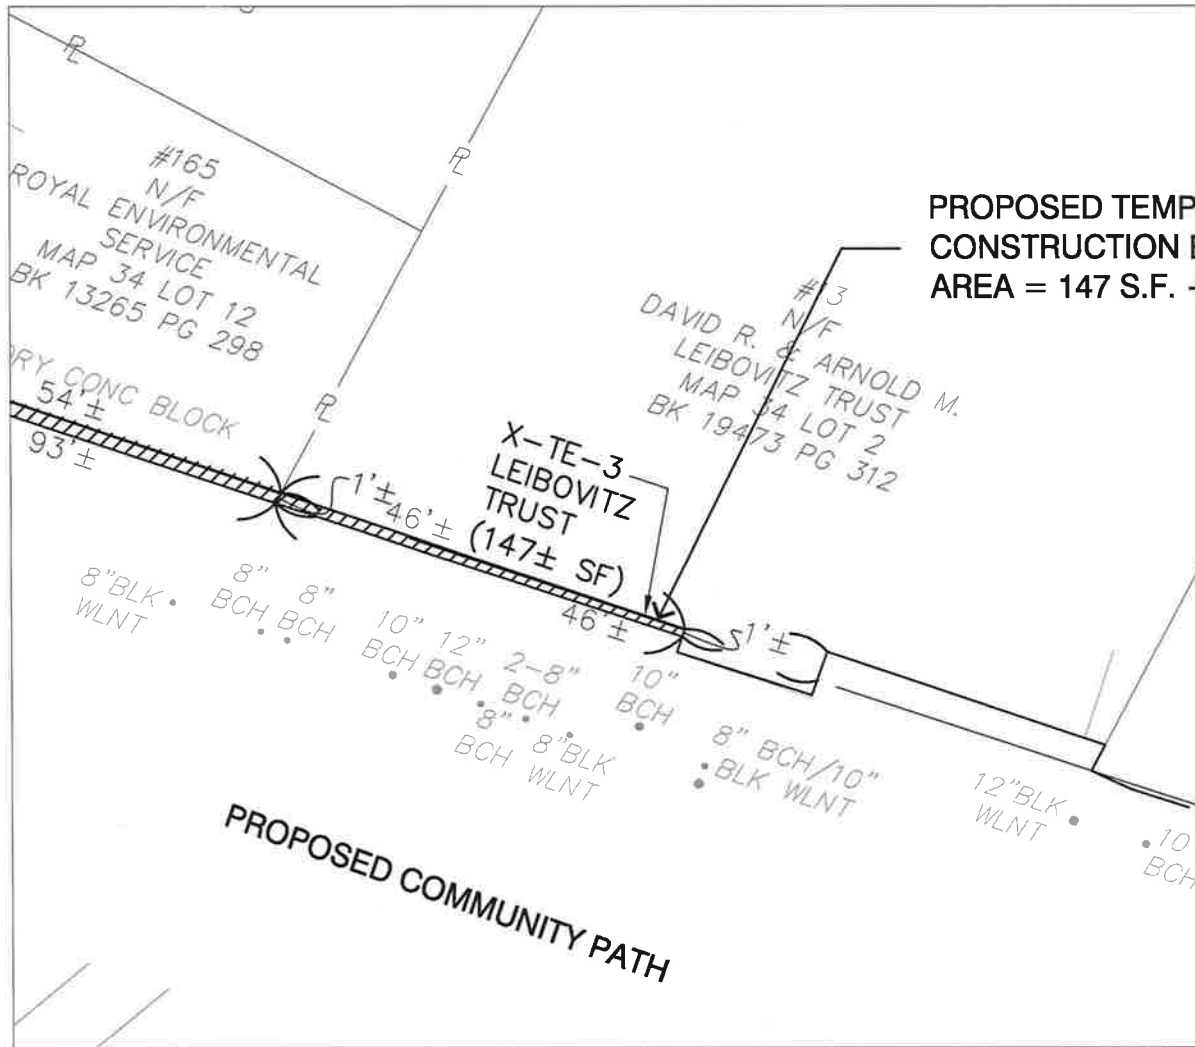 #165
N/F
ROYAL ENVIRONMENTAL
SERVICE
MAP 34 LOT 12
BK 13265 PG 298
CONC BLOCK
54'±
93'±
PROPOSED TEMP
CONSTRUCTION E
AREA = 147 S.F.
#13
N/F
DAVID R. & ARNOLD M.
LEIBOVITZ TRUST
MAP 34 LOT 2
BK 19473 PG 312
X-TE-3
LEIBOVITZ
TRUST
(147± SF)
1'±
46'±
46'±
1'±
8"BLK
WLNT
8"
BCH
8"
BCH
10"
BCH
12"
BCH
2-8"
BCH
8"
BCH
8"BLK
WLNT
10"
BCH
8" BCH/10"
BLK WLNT
12"BLK
WLNT
10
BCH
PROPOSED COMMUNITY PATH